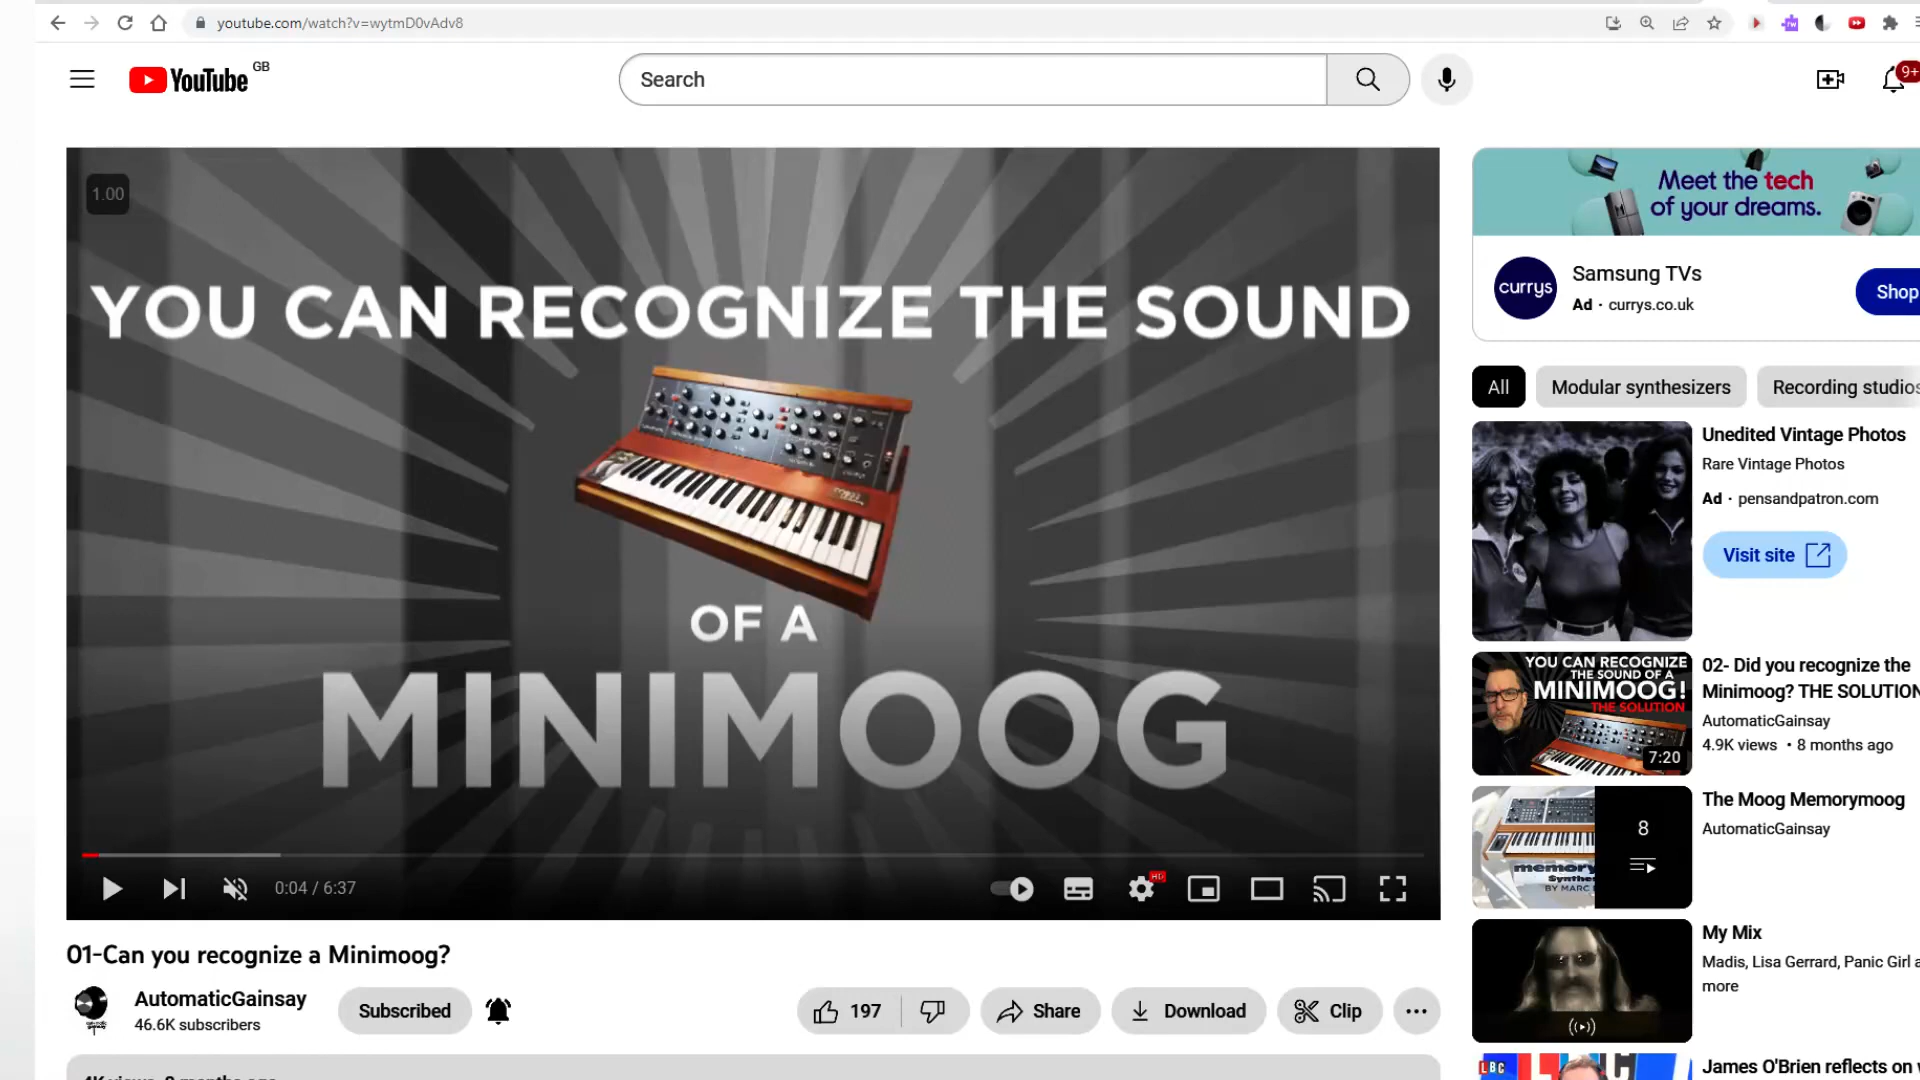 youtube.com/watch?v=wytmD0vAdv8
YouTube GB
Search
9+
1.00
YOU CAN RECOGNIZE THE SOUND
OF A
MINIMOOG
HD
0:04 / 6:37
01-Can you recognize a Minimoog?
AutomaticGainsay
46.6K subscribers
Subscribed
197
Share
Download
Clip
Meet the tech
of your dreams.
currys
Samsung TVs
Ad · currys.co.uk
Shop
All
Modular synthesizers
Recording studios
Unedited Vintage Photos
Rare Vintage Photos
Ad · pensandpatron.com
Visit site
YOU CAN RECOGNIZE
THE SOUND OF A
MINIMOOG!
THE SOLUTION
7:20
02- Did you recognize the
Minimoog? THE SOLUTION
AutomaticGainsay
4.9K views • 8 months ago
8
The Moog Memorymoog
AutomaticGainsay
My Mix
Madis, Lisa Gerrard, Panic Girl a
more
LBC
James O'Brien reflects on